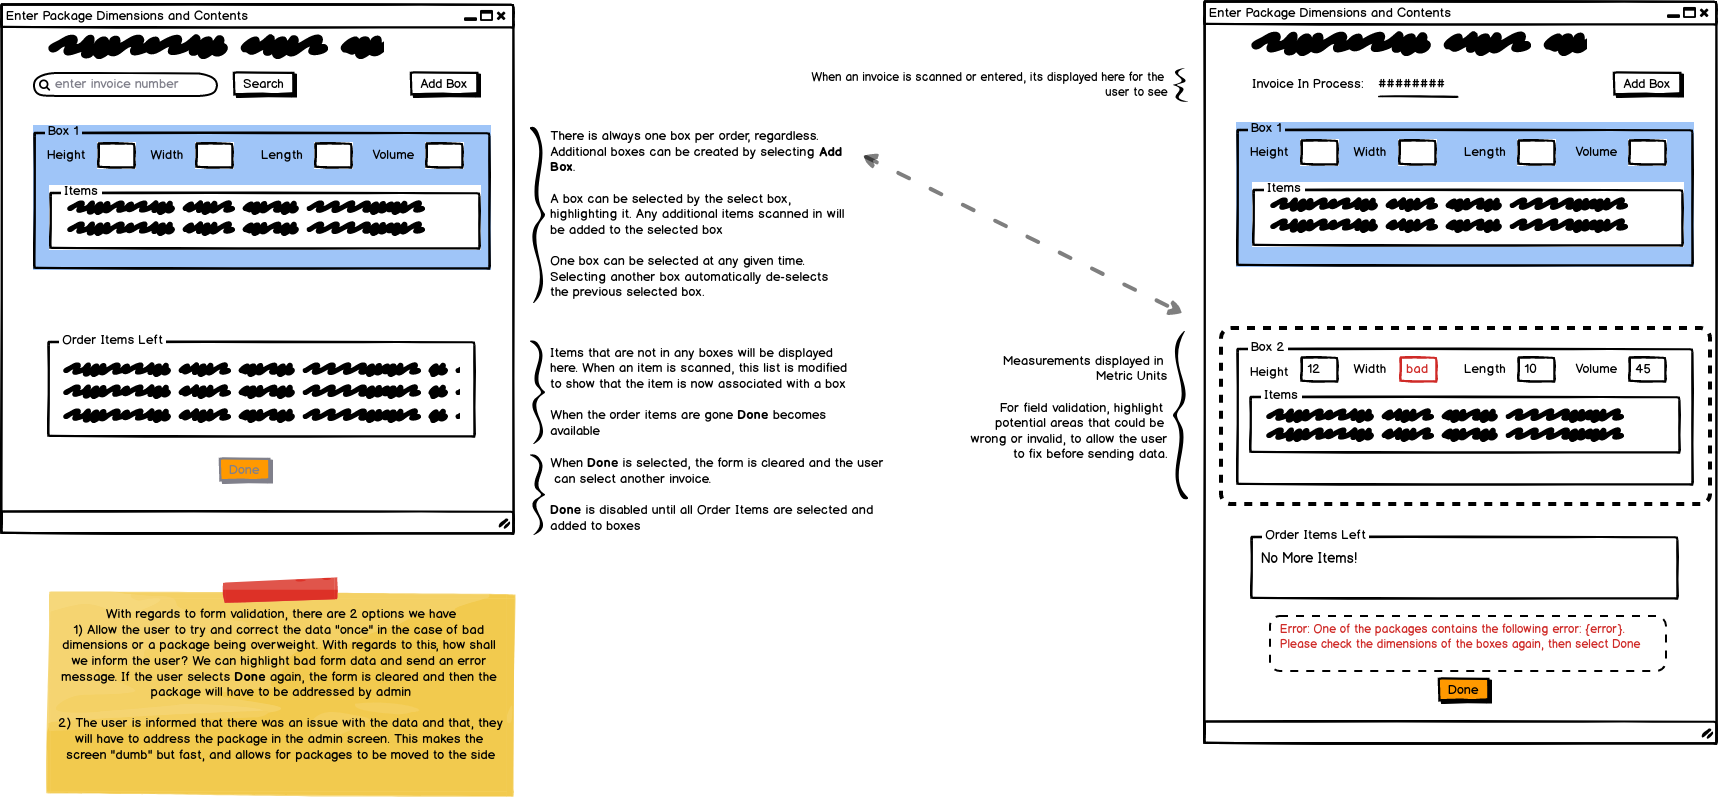 Enter Package Dimensions and Contents
enter invoice number
Search
Add Box
Box 1
Height
Width
Length
Volume
Items
Order Items Left
Done
When an invoice is scanned or entered, its displayed here for the
user to see
There is always one box per order, regardless.
Additional boxes can be created by selecting Add
Box.
A box can be selected by the select box,
highlighting it. Any additional items scanned in will
be added to the selected box
One box can be selected at any given time.
Selecting another box automatically de-selects
the previous selected box.
Items that are not in any boxes will be displayed
here. When an item is scanned, this list is modified
to show that the item is now associated with a box
When the order items are gone Done becomes
available
When Done is selected, the form is cleared and the user
can select another invoice.
Done is disabled until all Order Items are selected and
added to boxes
Measurements displayed in
Metric Units
For field validation, highlight
potential areas that could be
wrong or invalid, to allow the user
to fix before sending data.
Enter Package Dimensions and Contents
Invoice In Process:
########
Add Box
Box 1
Height
Width
Length
Volume
Items
Box 2
Height
12
Width
bad
Length
10
Volume
45
Items
Order Items Left
No More Items!
Error: One of the packages contains the following error: {error}.
Please check the dimensions of the boxes again, then select Done
Done
With regards to form validation, there are 2 options we have
1) Allow the user to try and correct the data "once" in the case of bad
dimensions or a package being overweight. With regards to this, how shall
we inform the user? We can highlight bad form data and send an error
message. If the user selects Done again, the form is cleared and then the
package will have to be addressed by admin
2) The user is informed that there was an issue with the data and that, they
will have to address the package in the admin screen. This makes the
screen "dumb" but fast, and allows for packages to be moved to the side